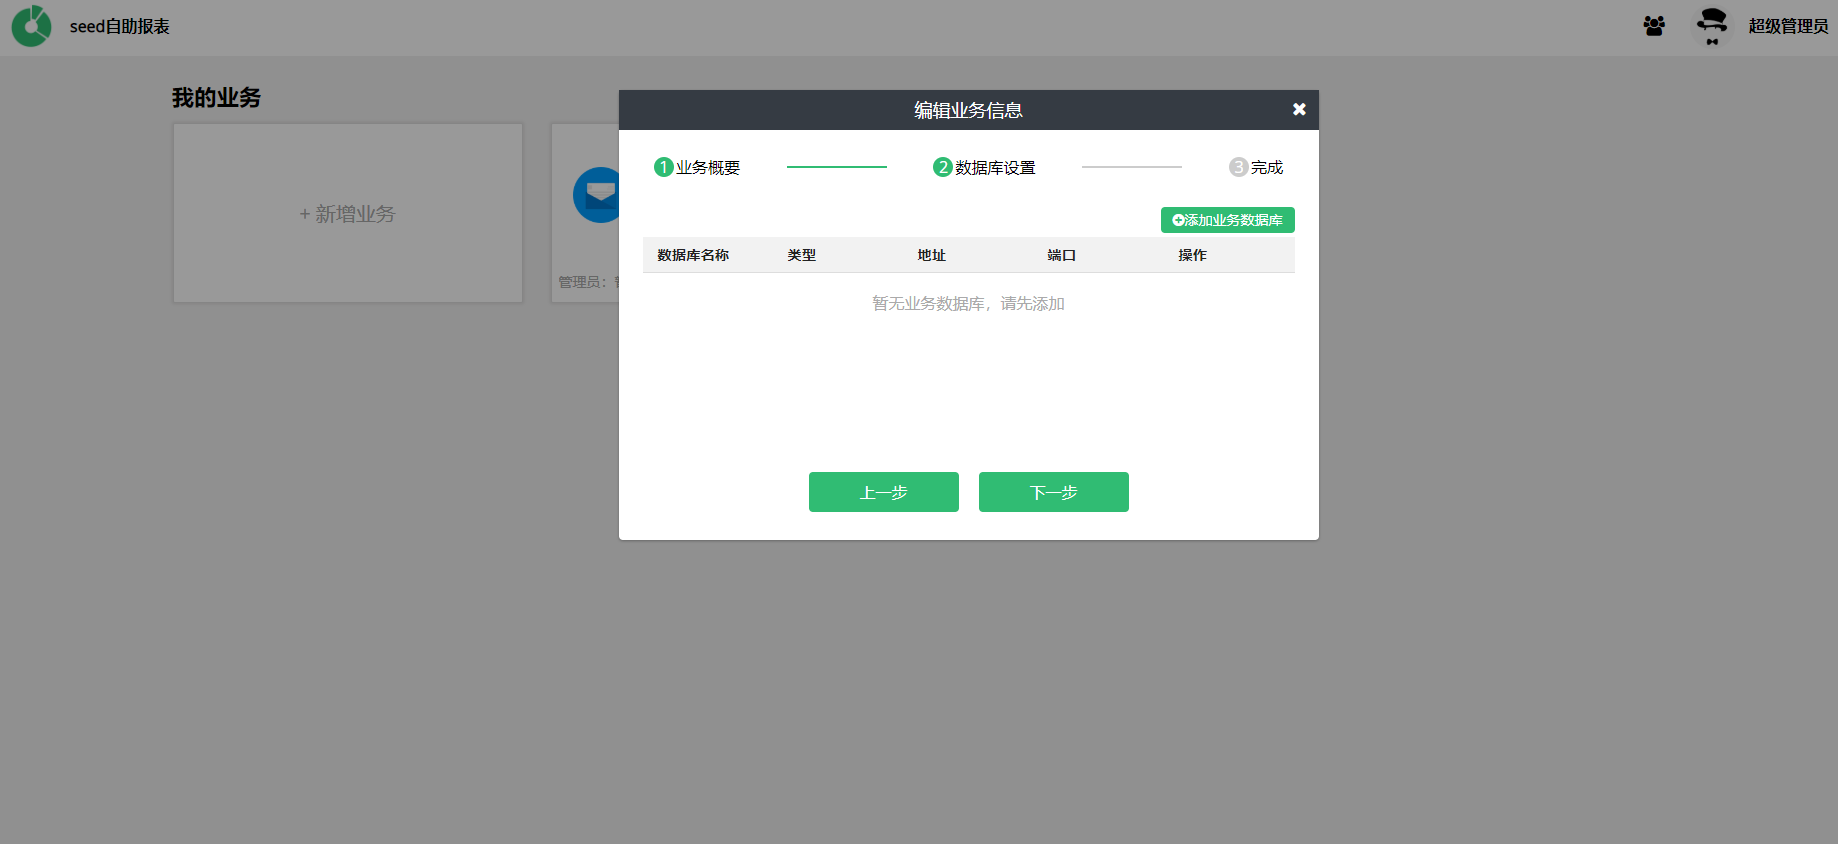 seed自助报表
超级管理员
我的业务
+ 新增业务
管理员：
编辑业务信息
1 业务概要
2 数据库设置
3 完成
添加业务数据库
数据库名称 类型 地址 端口 操作
暂无业务数据库，请先添加
上一步 下一步